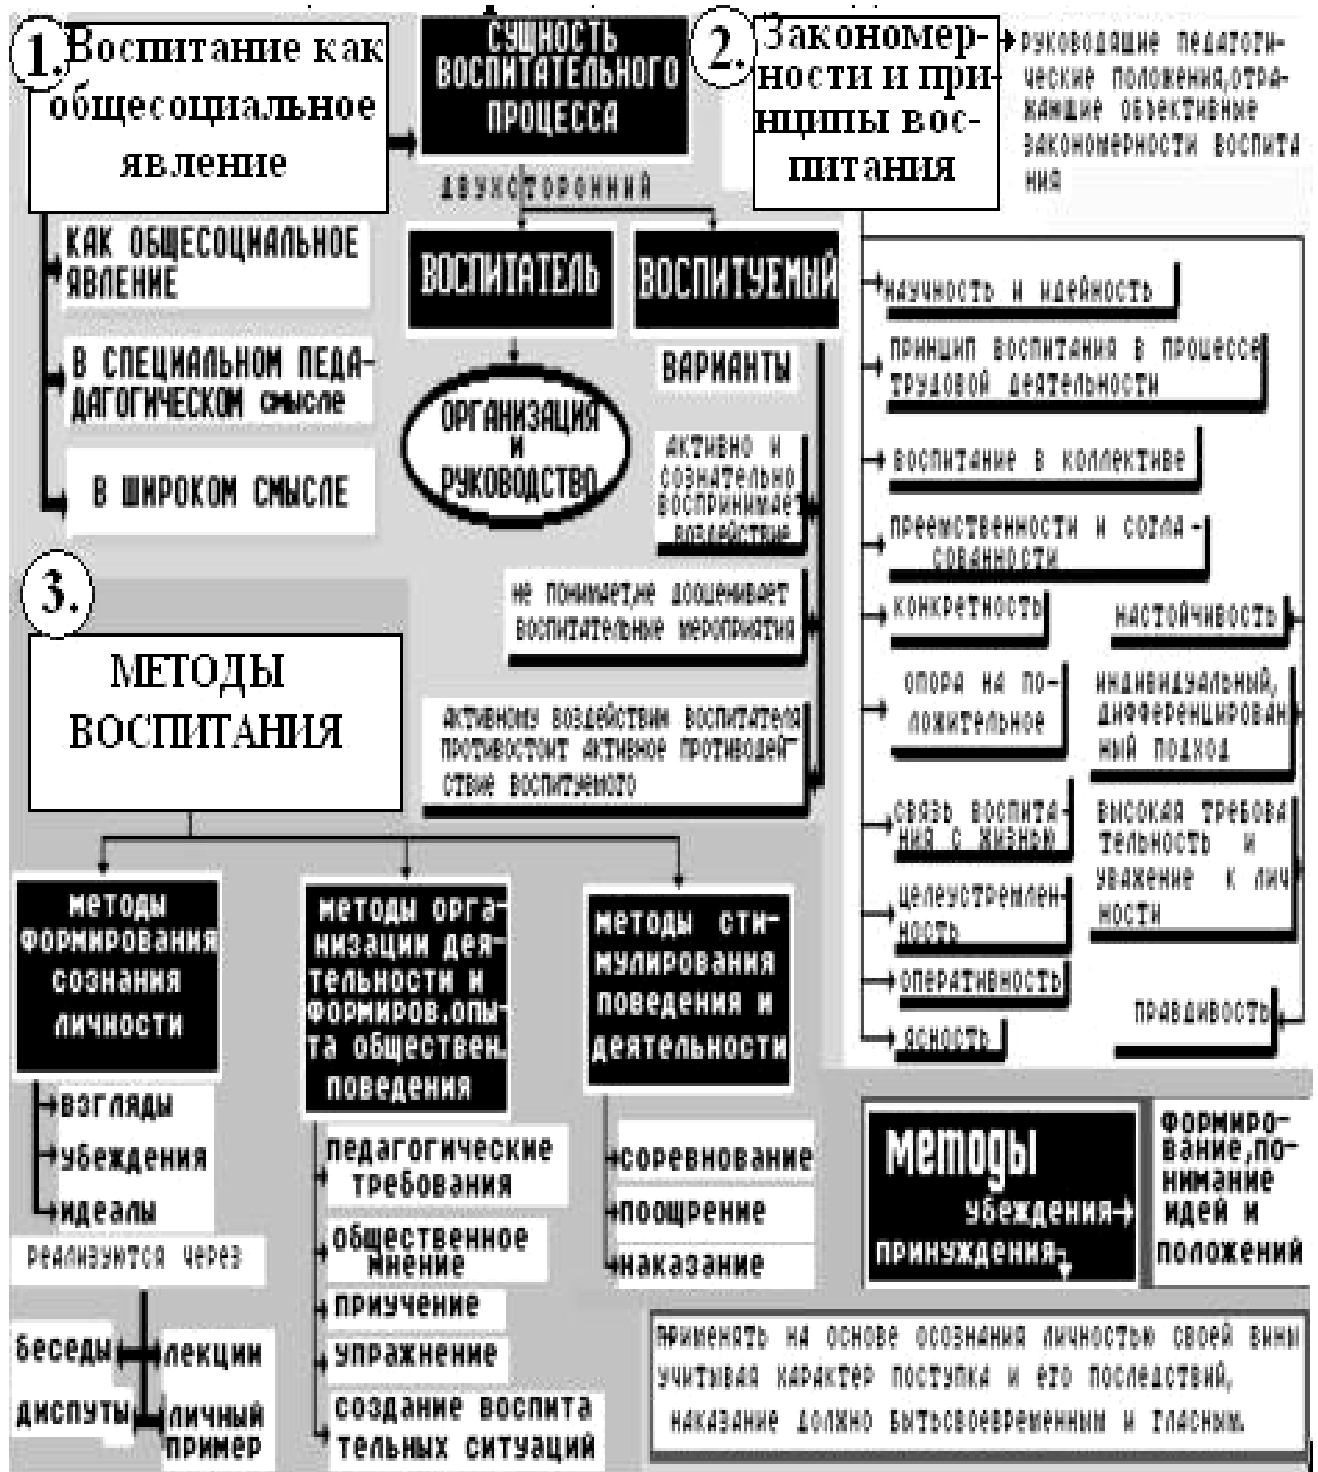 1.
Воспитание как
общесоциальное
явление
СУЩНОСТЬ
ВОСПИТАТЕЛЬНОГО
ПРОЦЕССА
ДВУХСТОРОННИЙ
КАК ОБЩЕСОЦИАЛЬНОЕ
ЯВЛЕНИЕ
В СПЕЦИАЛЬНОМ ПЕДА-
ДАГОГИЧЕСКОМ смысле
В ШИРОКОМ СМЫСЛЕ
ВОСПИТАТЕЛЬ
ОРГАНИЗАЦИЯ
И
РУКОВОДСТВО
ВОСПИТУЕМЫЙ
ВАРИАНТЫ
АКТИВНО И
СОЗНАТЕЛЬНО
ВОСПРИНИМАЕТ
ВОЗДЕЙСТВИЕ
НЕ ПОНИМАЕТ,НЕ ДООЦЕНИВАЕТ
ВОСПИТАТЕЛЬНЫЕ МЕРОПРИЯТИЯ
АКТИВНОМУ ВОЗДЕЙСТВИЯМ ВОСПИТАТЕЛЯ
ПРОТИВОСТОИТ АКТИВНОЕ ПРОТИВОДЕЙ-
СТВИЕ ВОСПИТУЕМОГО
2.
Закономер-
ности и при-
нципы вос-
питания
РУКОВОДЯЩИЕ ПЕДАГОГИ-
ЧЕСКИЕ ПОЛОЖЕНИЯ,ОТРА-
ЖАЮЩИЕ ОБЪЕКТИВНЫЕ
ЗАКОНОМЕРНОСТИ ВОСПИТА
НИЯ
НАУЧНОСТЬ И ИДЕЙНОСТЬ
ПРИНЦИП ВОСПИТАНИЯ В ПРОЦЕССЕ
ТРУДОВОЙ ДЕЯТЕЛЬНОСТИ
ВОСПИТАНИЕ В КОЛЛЕКТИВЕ
ПРЕЕМСТВЕННОСТИ И СОГЛА-
СОВАННОСТИ
КОНКРЕТНОСТЬ
ОПОРА НА ПО-
ЛОЖИТЕЛЬНОЕ
СВЯЗЬ ВОСПИТА-
НИЯ С ЖИЗНЬЮ
ЦЕЛЕУСТРЕМЛЕН-
НОСТЬ
ОПЕРАТИВНОСТЬ
ЯСНОСТЬ
НАСТОЙЧИВОСТЬ
ИНДИВИДУАЛЬНЫЙ,
ДИФФЕРЕНЦИРОВАН
НЫЙ ПОДХОД
ВЫСОКАЯ ТРЕБОВА
ТЕЛЬНОСТЬ И
УВАЖЕНИЕ К ЛИЧ
НОСТИ
ПРАВДИВОСТЬ
3.
МЕТОДЫ
ВОСПИТАНИЯ
МЕТОДЫ
ФОРМИРОВАНИЯ
СОЗНАНИЯ
ЛИЧНОСТИ
взгляды
убеждения
идеалы
РЕАЛИЗУЮТСЯ ЧЕРЕЗ
беседы
лекции
диспуты
личный
пример
МЕТОДЫ ОРГА-
НИЗАЦИИ ДЕЯ-
ТЕЛЬНОСТИ И
ФОРМИРОВ.ОПЫ-
ТА ОБЩЕСТВЕН.
ПОВЕДЕНИЯ
педагогические
требования
общественное
мнение
приучение
упражнение
создание воспита
тельных ситуаций
МЕТОДЫ СТИ-
МУЛИРОВАНИЯ
ПОВЕДЕНИЯ И
ДЕЯТЕЛЬНОСТИ
соревнование
поощрение
наказание
методы
убеждения
принуждения
Формиро-
вание,по-
нимание
идей и
положений
ПРИМЕНЯТЬ НА ОСНОВЕ ОСОЗНАНИЯ ЛИЧНОСТЬЮ СВОЕЙ ВИНЫ
УЧИТЫВАЯ ХАРАКТЕР ПОСТУПКА И ЕГО ПОСЛЕДСТВИЙ,
НАКАЗАНИЕ ДОЛЖНО БЫТЬСВОЕВРЕМЕННЫМ И ГЛАСНЫМ.